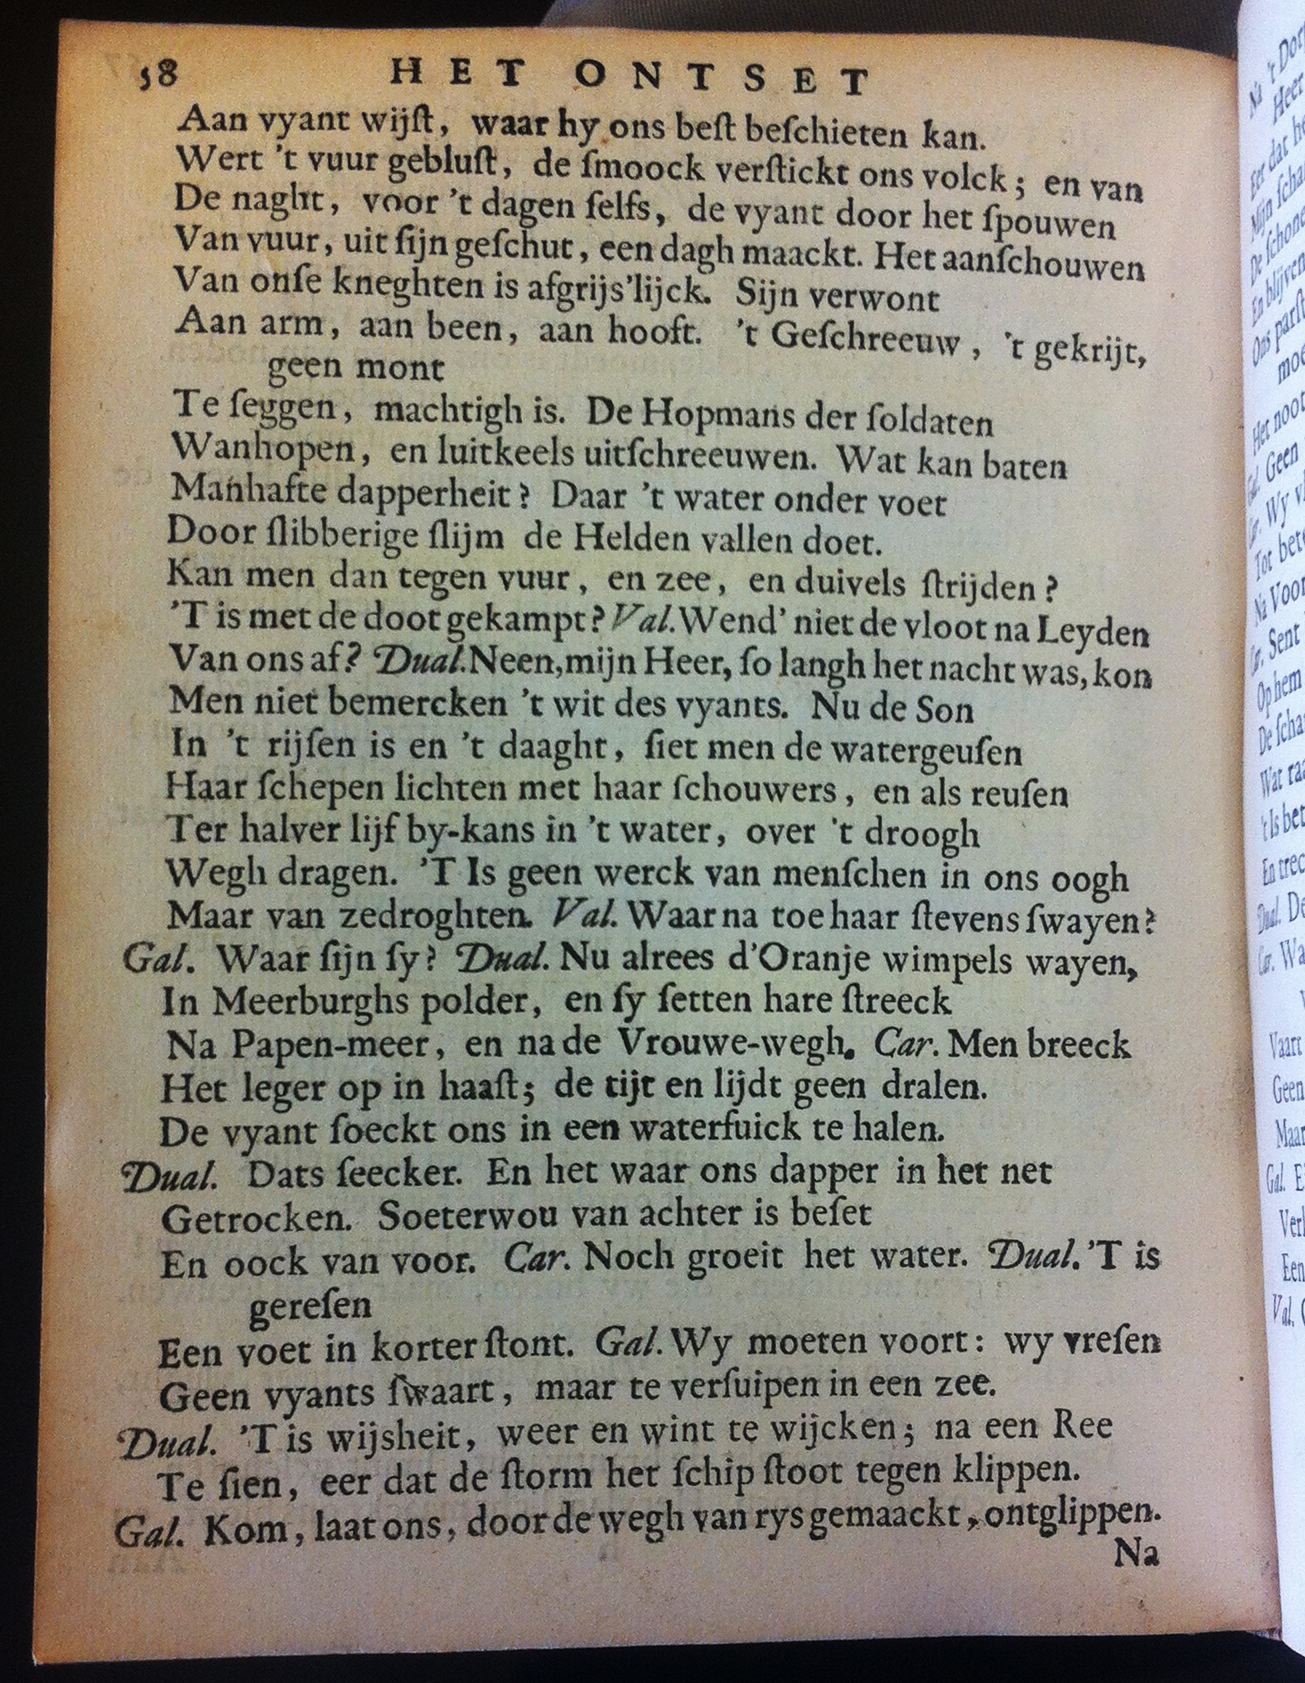 58 HET ONTSET
Aan vyant wijſt, waar hy ons beſt beſchieten kan.
Wert 't vuur gebluſt, de ſmoock verſtickt ons volck; en van
De naght, voor 't dagen ſelfs, de vyant door het ſpouwen
Van vuur, uit ſijn geſchut, een dagh maackt. Het aanſchouwen
Van onſe kneghten is afgrijs'lijck. Sijn verwont
Aan arm, aan been, aan hooft. 't Geſchreeuw, 't gekrijt,
geen mont
Te ſeggen, machtigh is. De Hopmans der ſoldaten
Wanhopen, en luitkeels uitſchreeuwen. Wat kan baten
Manhafte dapperheit? Daar 't water onder voet
Door ſlibberige ſlijm de Helden vallen doet.
Kan men dan tegen vuur, en zee, en duivels ſtrijden?
'T is met de doot gekampt? Val. Wend' niet de vloot na Leyden
Van ons af? Dual. Neen, mijn Heer, ſo langh het nacht was, kon
Men niet bemercken 't wit des vyants. Nu de Son
In 't rijſen is en 't daaght, ſiet men de watergeuſen
Haar ſchepen lichten met haar ſchouwers, en als reuſen
Ter halver lijf by-kans in 't water, over 't droogh
Wegh dragen. 'T Is geen werck van menſchen in ons oogh
Maar van zedroghten. Val. Waar na toe haar ſtevens ſwayen?
Gal. Waar ſijn ſy? Dual. Nu alrees d'Oranje wimpels wayen,
In Meerburghs polder, en ſy ſetten hare ſtreeck
Na Papen-meer, en na de Vrouwe-wegh. Car. Men breeck
Het leger op in haaſt; de tijt en lijdt geen dralen.
De vyant ſoeckt ons in een waterfuick te halen.
Dual. Dats ſeecker. En het waar ons dapper in het net
Getrocken. Soeterwou van achter is beſet
En oock van voor. Car. Noch groeit het water. Dual. 'T is
gereſen
Een voet in korter ſtont. Gal. Wy moeten voort: wy vreſen
Geen vyants ſwaart, maar te verſuipen in een zee.
Dual. 'T is wijsheit, weer en wint te wijcken; na een Ree
Te ſien, eer dat de ſtorm het ſchip ſtoot tegen klippen.
Gal. Kom, laat ons, door de wegh van rys gemaackt, ontglippen.
Na